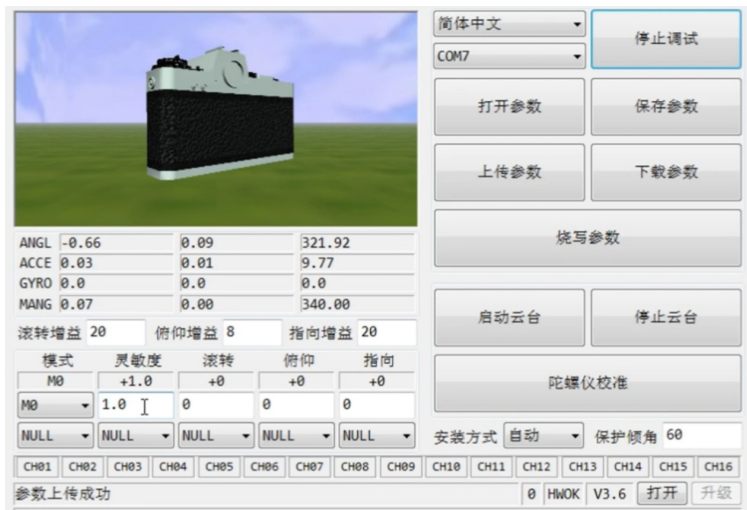 简体中文
停止调试
COM7
打开参数 保存参数
上传参数 下载参数
烧写参数
ANGL -0.66 0.09 321.92
ACCE 0.03 0.01 9.77
GYRO 0.0 0.0 0.0
MANG 0.07 0.00 340.00
启动云台 停止云台
滚转增益 20 俯仰增益 8 指向增益 20
模式 灵敏度 滚转 俯仰 指向
M0 +1.0 +0 +0 +0
陀螺仪校准
M0 1.0 0 0 0
NULL NULL NULL NULL NULL
安装方式 自动 保护倾角 60
CH01 CH02 CH03 CH04 CH05 CH06 CH07 CH08 CH09 CH10 CH11 CH12 CH13 CH14 CH15 CH16
参数上传成功 0 HWOK V3.6 打开 升级